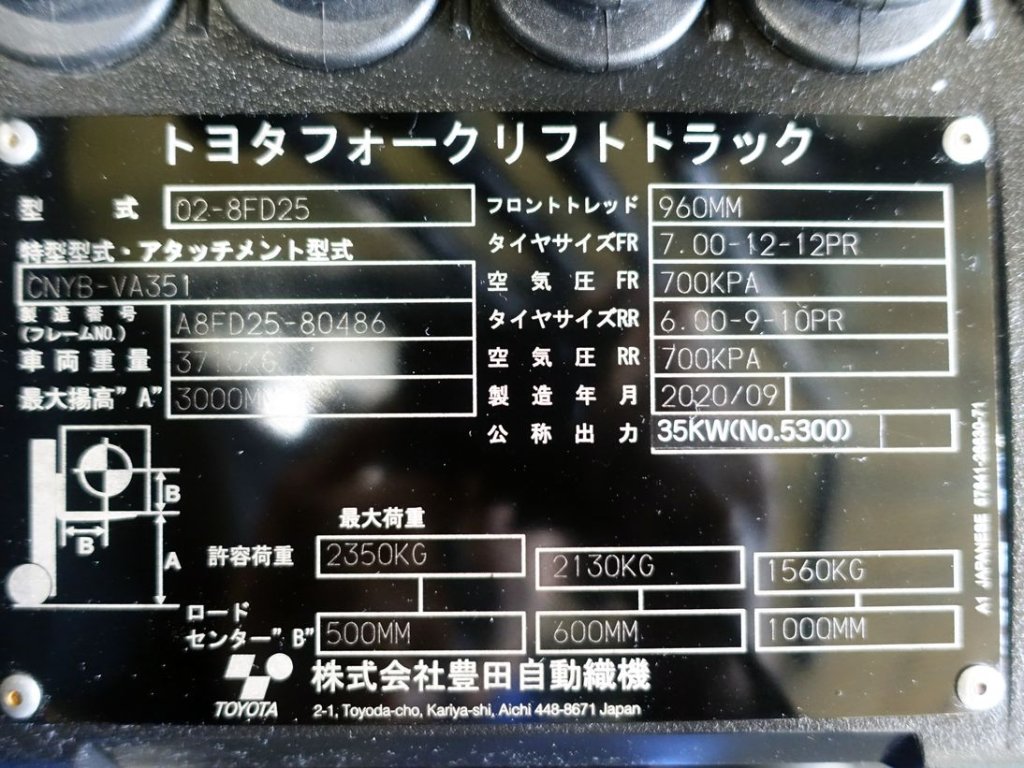 トヨタフォークリフトトラック
型 式 02-8FD25
特型型式・アタッチメント型式
CNYB-VA351
製造番号
(フレームNO.) A8FD25-80486
車両重量
最大揚高"A" 3000MM
フロントトレッド 960MM
タイヤサイズFR 7.00-12-12PR
空気圧 FR 700KPA
タイヤサイズRR 6.00-9-10PR
空気圧 RR 700KPA
製造年月 2020/09
公称出力 35KW(No.5300)
B
B
A
最大荷重
許容荷重 2350KG 2130KG 1560KG
ロード
センター"B" 500MM 600MM 1000MM
TOYOTA
株式会社豊田自動織機
2-1, Toyoda-cho, Kariya-shi, Aichi 448-8671 Japan
A1 JAPANESE